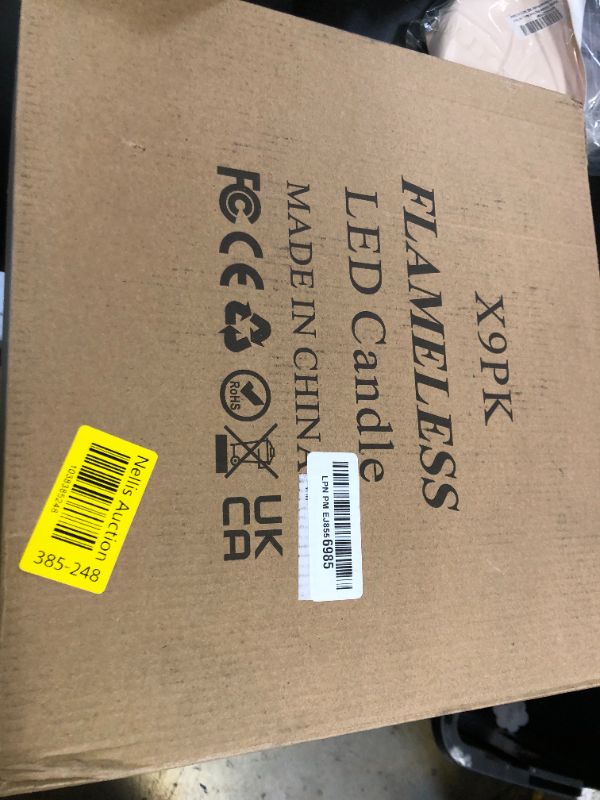 X9PK
FLAMELESS
LED Candle
MADE IN CHINA
FC CE RoHS UK
CA
LPN PM EJ8556985
Nellis Auction
1038385248
385-248